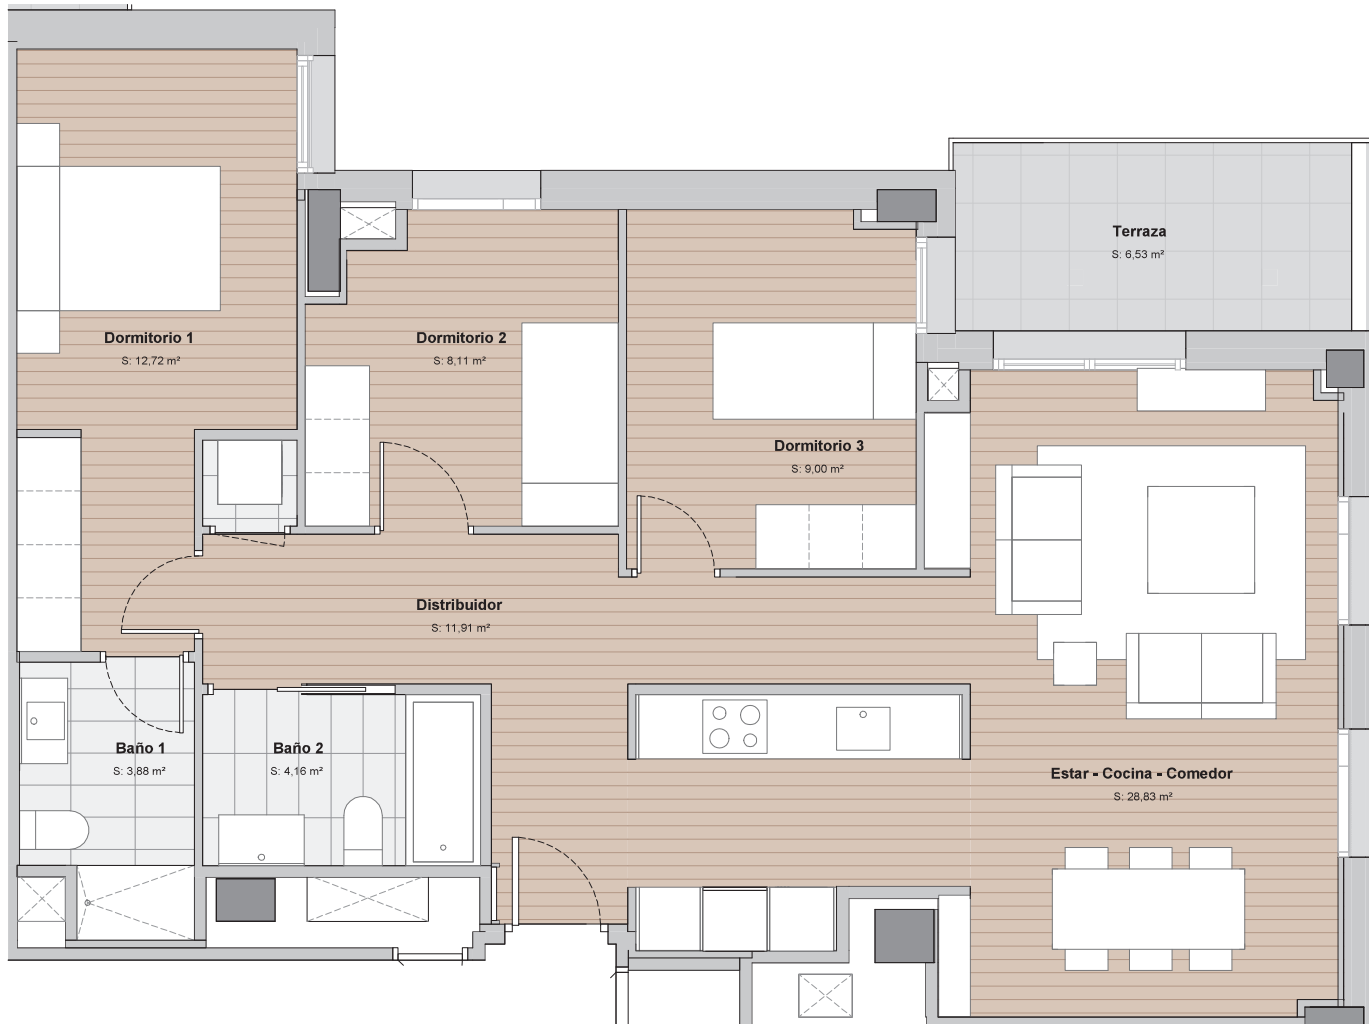 Terraza
S: 6,53 m²
Dormitorio 1
S: 12,72 m²
Dormitorio 2
S: 8,11 m²
Dormitorio 3
S: 9,00 m²
Distribuidor
S: 11,91 m²
Baño 1
S: 3,88 m²
Baño 2
S: 4,16 m²
Estar - Cocina - Comedor
S: 28,83 m²